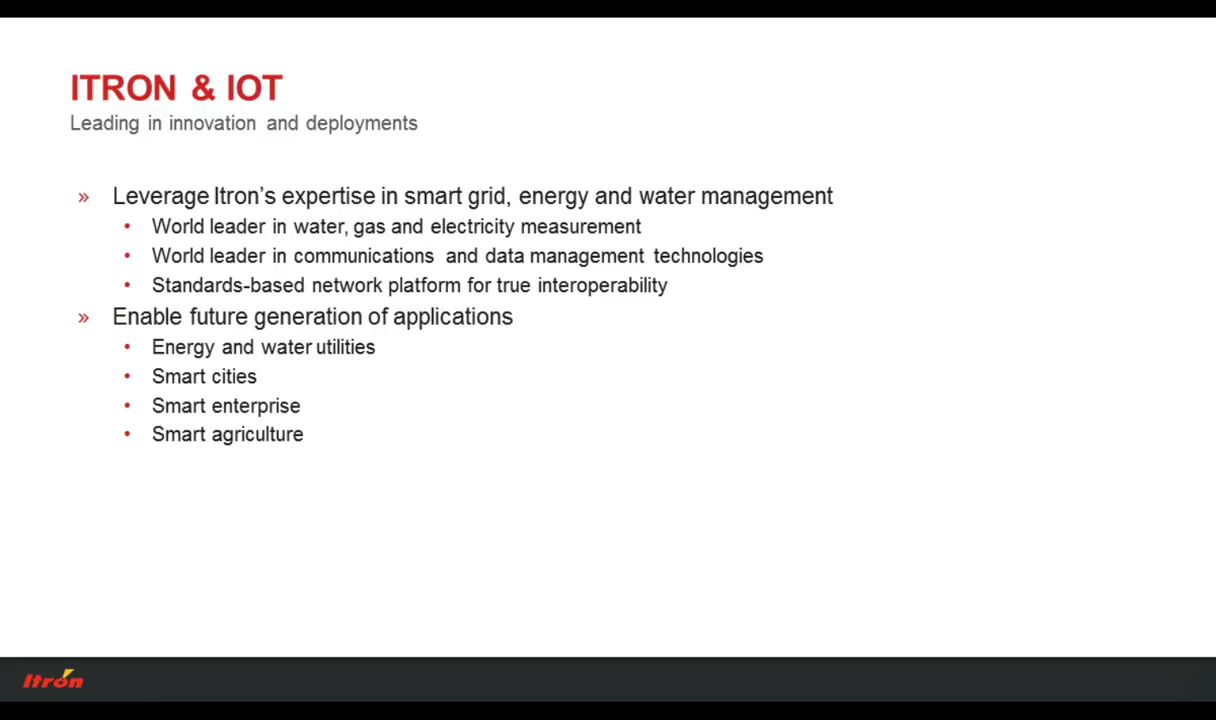 ITRON & IOT
Leading in innovation and deployments
» Leverage Itron's expertise in smart grid, energy and water management
• World leader in water, gas and electricity measurement
• World leader in communications and data management technologies
• Standards-based network platform for true interoperability
» Enable future generation of applications
• Energy and water utilities
• Smart cities
• Smart enterprise
• Smart agriculture
Itron